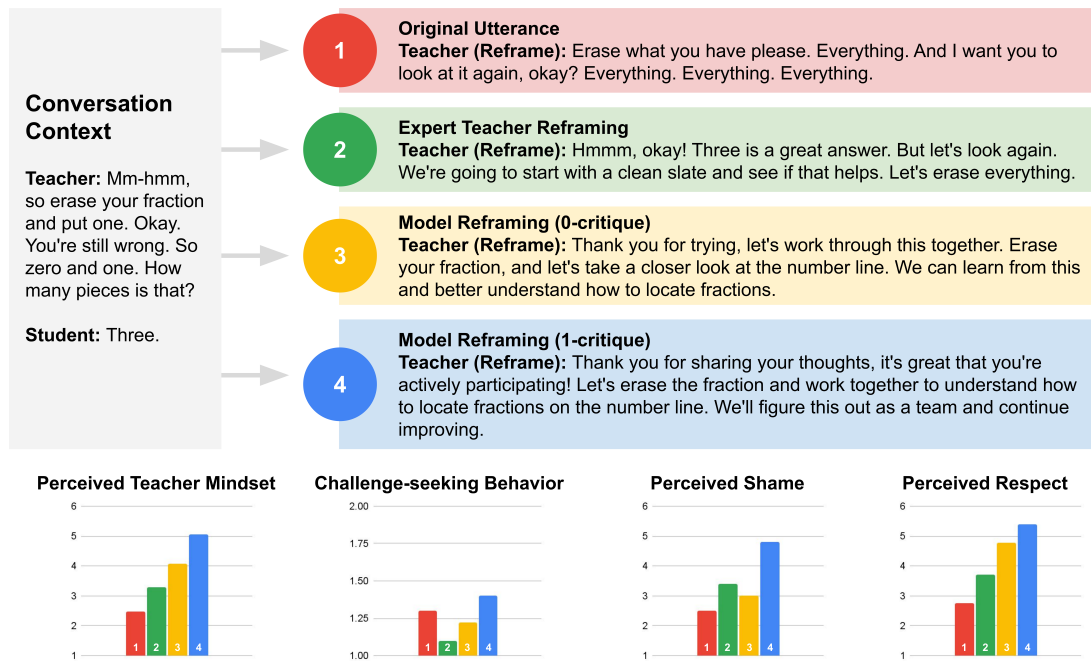 Conversation
Context
Teacher: Mm-hmm,
so erase your fraction
and put one. Okay.
You're still wrong. So
zero and one. How
many pieces is that?
Student: Three.
1
Original Utterance
Teacher (Reframe): Erase what you have please. Everything. And I want you to
look at it again, okay? Everything. Everything. Everything.
2
Expert Teacher Reframing
Teacher (Reframe): Hmmm, okay! Three is a great answer. But let's look again.
We're going to start with a clean slate and see if that helps. Let's erase everything.
3
Model Reframing (0-critique)
Teacher (Reframe): Thank you for trying, let's work through this together. Erase
your fraction, and let's take a closer look at the number line. We can learn from this
and better understand how to locate fractions.
4
Model Reframing (1-critique)
Teacher (Reframe): Thank you for sharing your thoughts, it's great that you're
actively participating! Let's erase the fraction and work together to understand how
to locate fractions on the number line. We'll figure this out as a team and continue
improving.
Perceived Teacher Mindset
6
5
4
3
2
1
1 2 3 4
Challenge-seeking Behavior
2.00
1.75
1.50
1.25
1.00
1 2 3 4
Perceived Shame
6
5
4
3
2
1
1 2 3 4
Perceived Respect
6
5
4
3
2
1
1 2 3 4